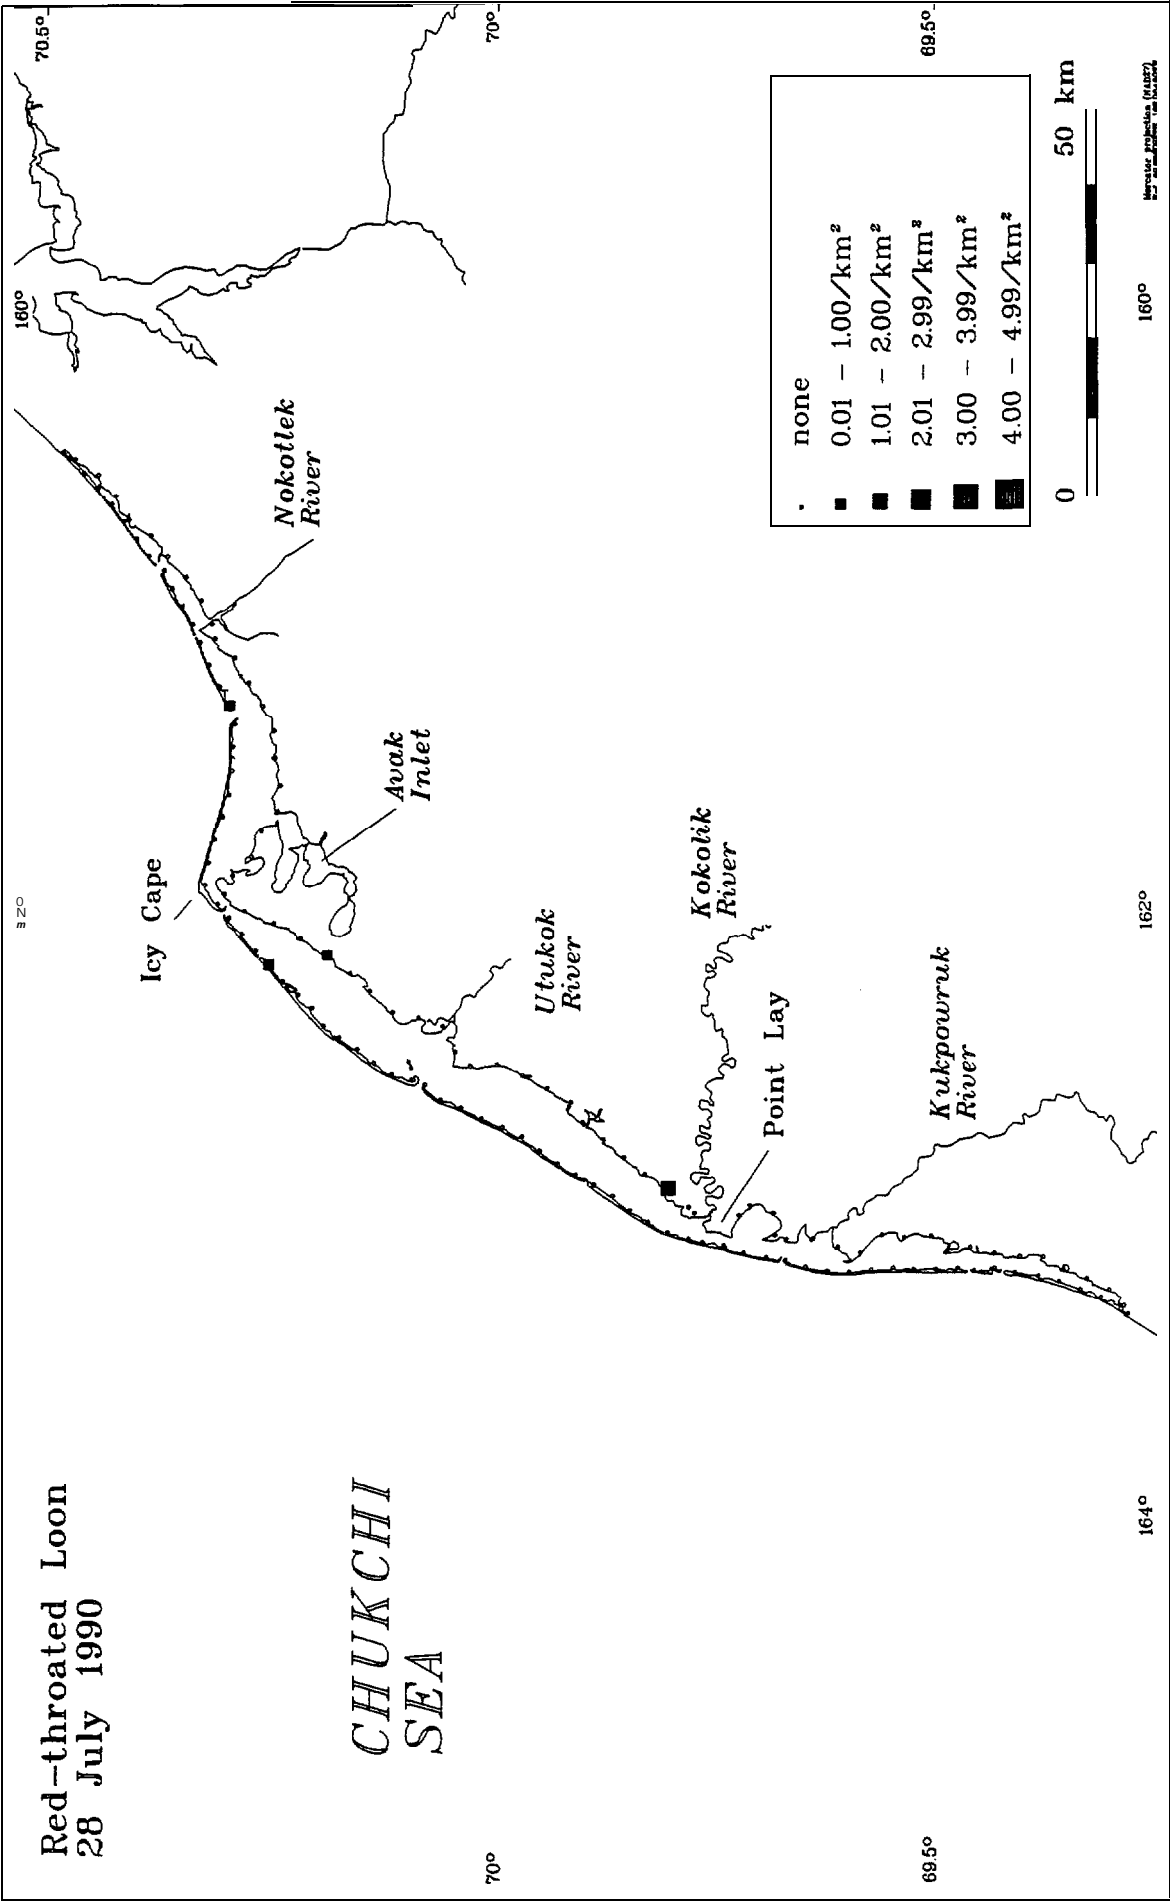 Red-throated Loon
28 July 1990
CHUKCHI
SEA
Icy Cape
Nokotlek
River
Avak
Inlet
Utukok
River
Kokolik
River
Point Lay
Kukpowruk
River
160°
70.5°
70°
69.5°
70°
69.5°
164°
162°
160°
none
0.01 - 1.00/km²
1.01 - 2.00/km²
2.01 - 2.99/km²
3.00 - 3.99/km²
4.00 - 4.99/km²
0 50 km
Mercator projection (NAD27)